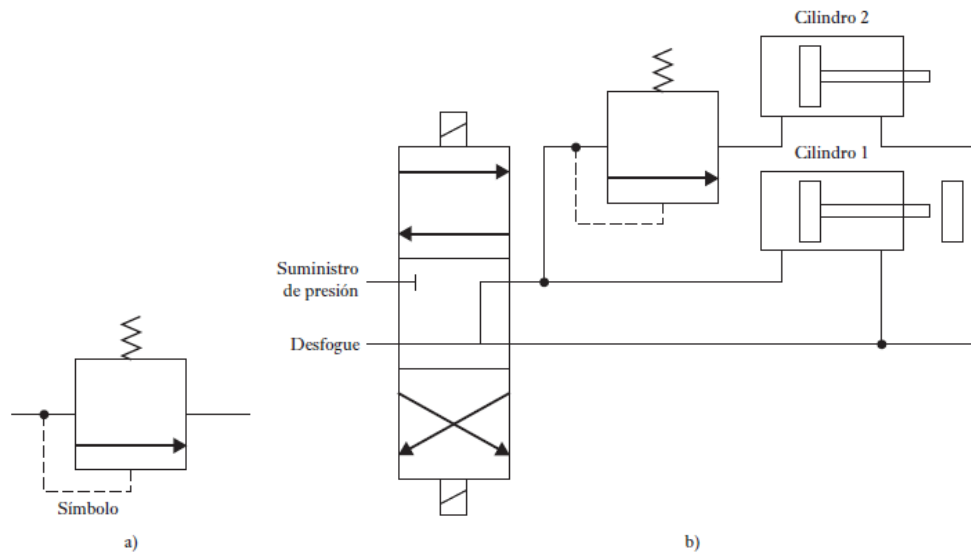 Cilindro 2
Cilindro 1
Suministro
de presión
Desfogue
Símbolo
a)
b)